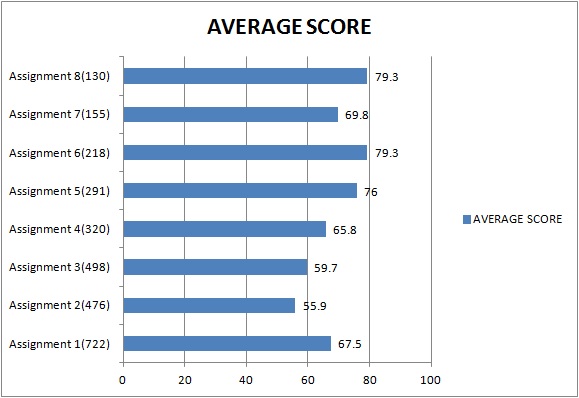 AVERAGE SCORE
Assignment 8(130) 79.3
Assignment 7(155) 69.8
Assignment 6(218) 79.3
Assignment 5(291) 76
Assignment 4(320) 65.8
Assignment 3(498) 59.7
Assignment 2(476) 55.9
Assignment 1(722) 67.5
0 20 40 60 80 100
AVERAGE SCORE